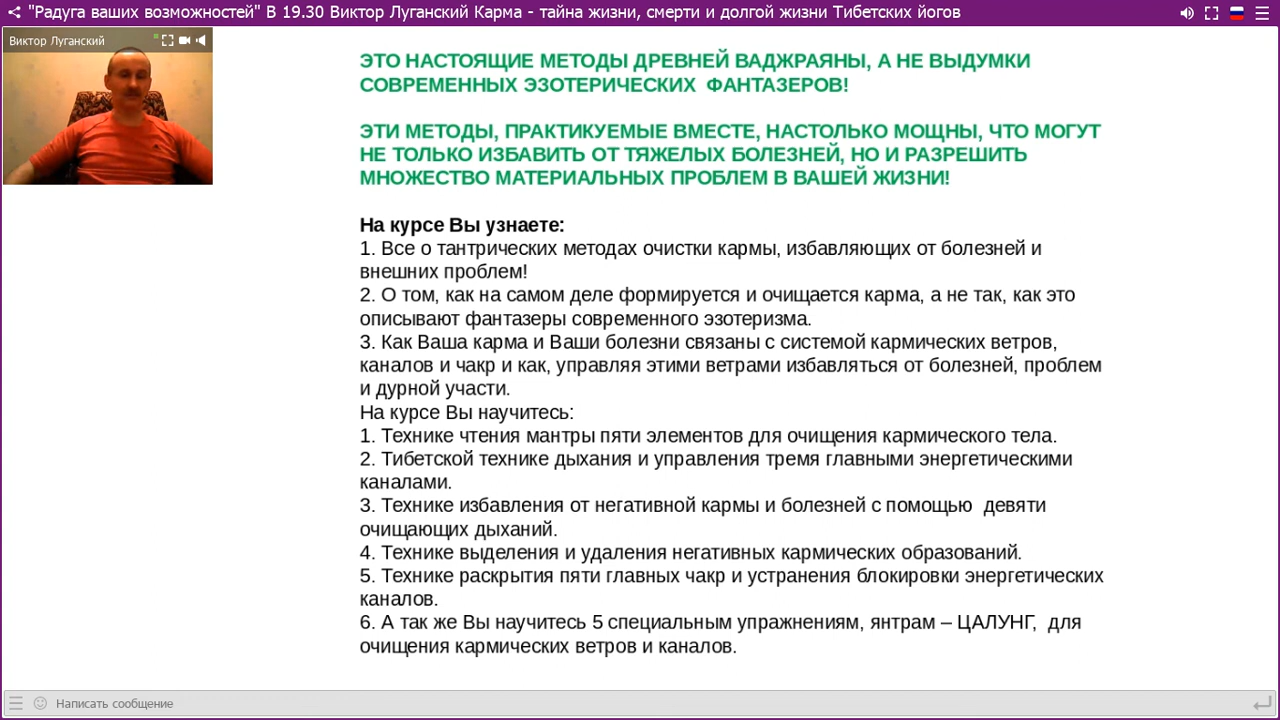 "Радуга ваших возможностей" В 19.30 Виктор Луганский Карма - тайна жизни, смерти и долгой жизни Тибетских йогов
Виктор Луганский
ЭТО НАСТОЯЩИЕ МЕТОДЫ ДРЕВНЕЙ ВАДЖРАЯНЫ, А НЕ ВЫДУМКИ
СОВРЕМЕННЫХ ЭЗОТЕРИЧЕСКИХ  ФАНТАЗЕРОВ!
ЭТИ МЕТОДЫ, ПРАКТИКУЕМЫЕ ВМЕСТЕ, НАСТОЛЬКО МОЩНЫ, ЧТО МОГУТ
НЕ ТОЛЬКО ИЗБАВИТЬ ОТ ТЯЖЕЛЫХ БОЛЕЗНЕЙ, НО И РАЗРЕШИТЬ
МНОЖЕСТВО МАТЕРИАЛЬНЫХ ПРОБЛЕМ В ВАШЕЙ ЖИЗНИ!
На курсе Вы узнаете:
1. Все о тантрических методах очистки кармы, избавляющих от болезней и
внешних проблем!
2. О том, как на самом деле формируется и очищается карма, а не так, как это
описывают фантазеры современного эзотеризма.
3. Как Ваша карма и Ваши болезни связаны с системой кармических ветров,
каналов и чакр и как, управляя этими ветрами избавляться от болезней, проблем
и дурной участи.
На курсе Вы научитесь:
1. Технике чтения мантры пяти элементов для очищения кармического тела.
2. Тибетской технике дыхания и управления тремя главными энергетическими
каналами.
3. Технике избавления от негативной кармы и болезней с помощью  девяти
очищающих дыханий.
4. Технике выделения и удаления негативных кармических образований.
5. Технике раскрытия пяти главных чакр и устранения блокировки энергетических
каналов.
6. А так же Вы научитесь 5 специальным упражнениям, янтрам – ЦАЛУНГ,  для
очищения кармических ветров и каналов.
Написать сообщение